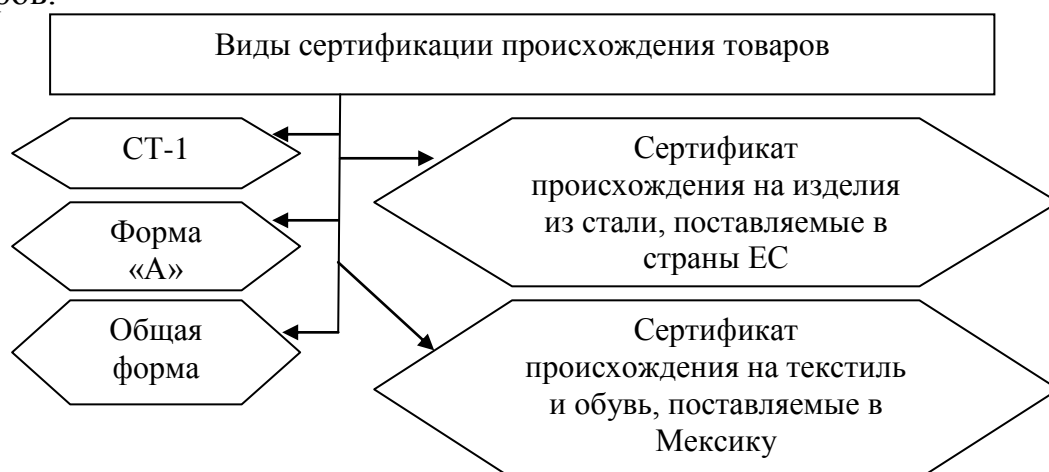 ров.
Виды сертификации происхождения товаров
СТ-1
Форма
«А»
Общая
форма
Сертификат
происхождения на изделия
из стали, поставляемые в
страны ЕС
Сертификат
происхождения на текстиль
и обувь, поставляемые в
Мексику